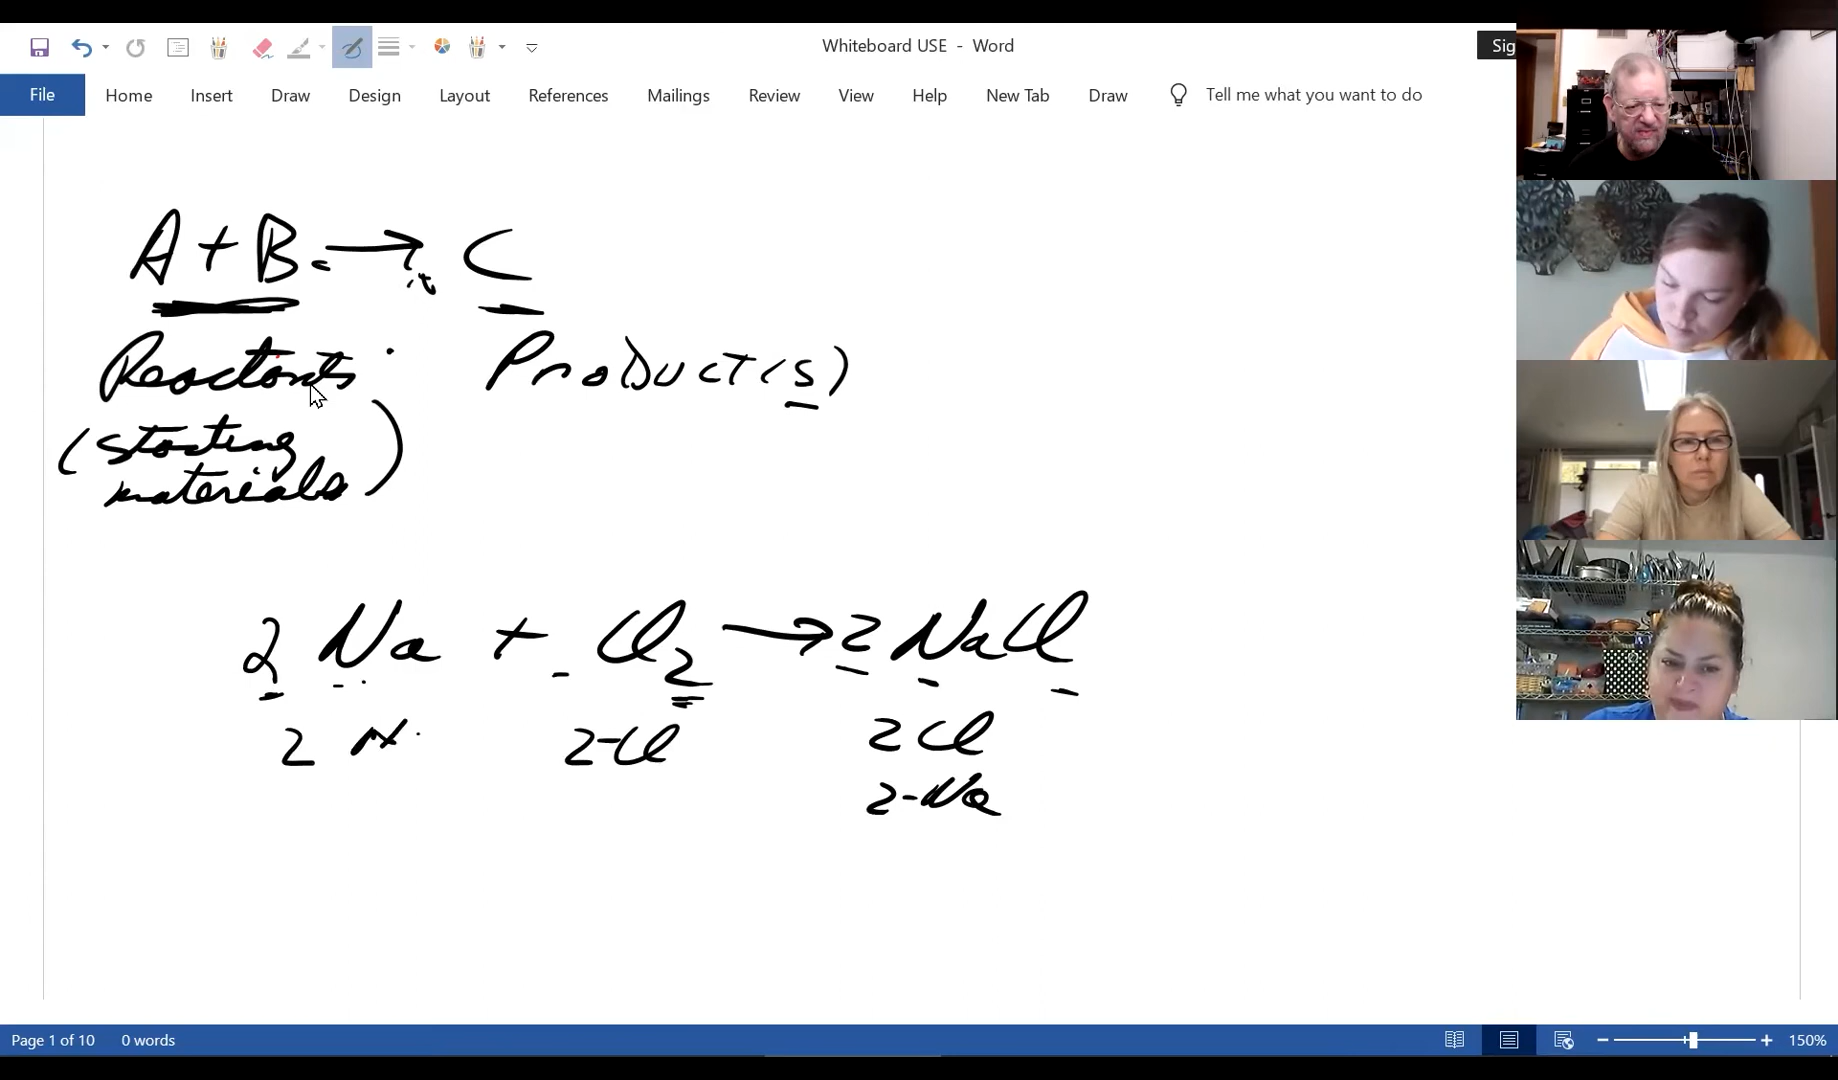 Whiteboard USE - Word
Sig
File Home Insert Draw Design Layout References Mailings Review View Help New Tab Draw Tell me what you want to do
A + B → C
Reactants Product(s)
(starting
materials)
2 Na + Cl₂ → 2 NaCl
2 2-Cl 2 Cl
2-Na
Page 1 of 10 0 words 150%